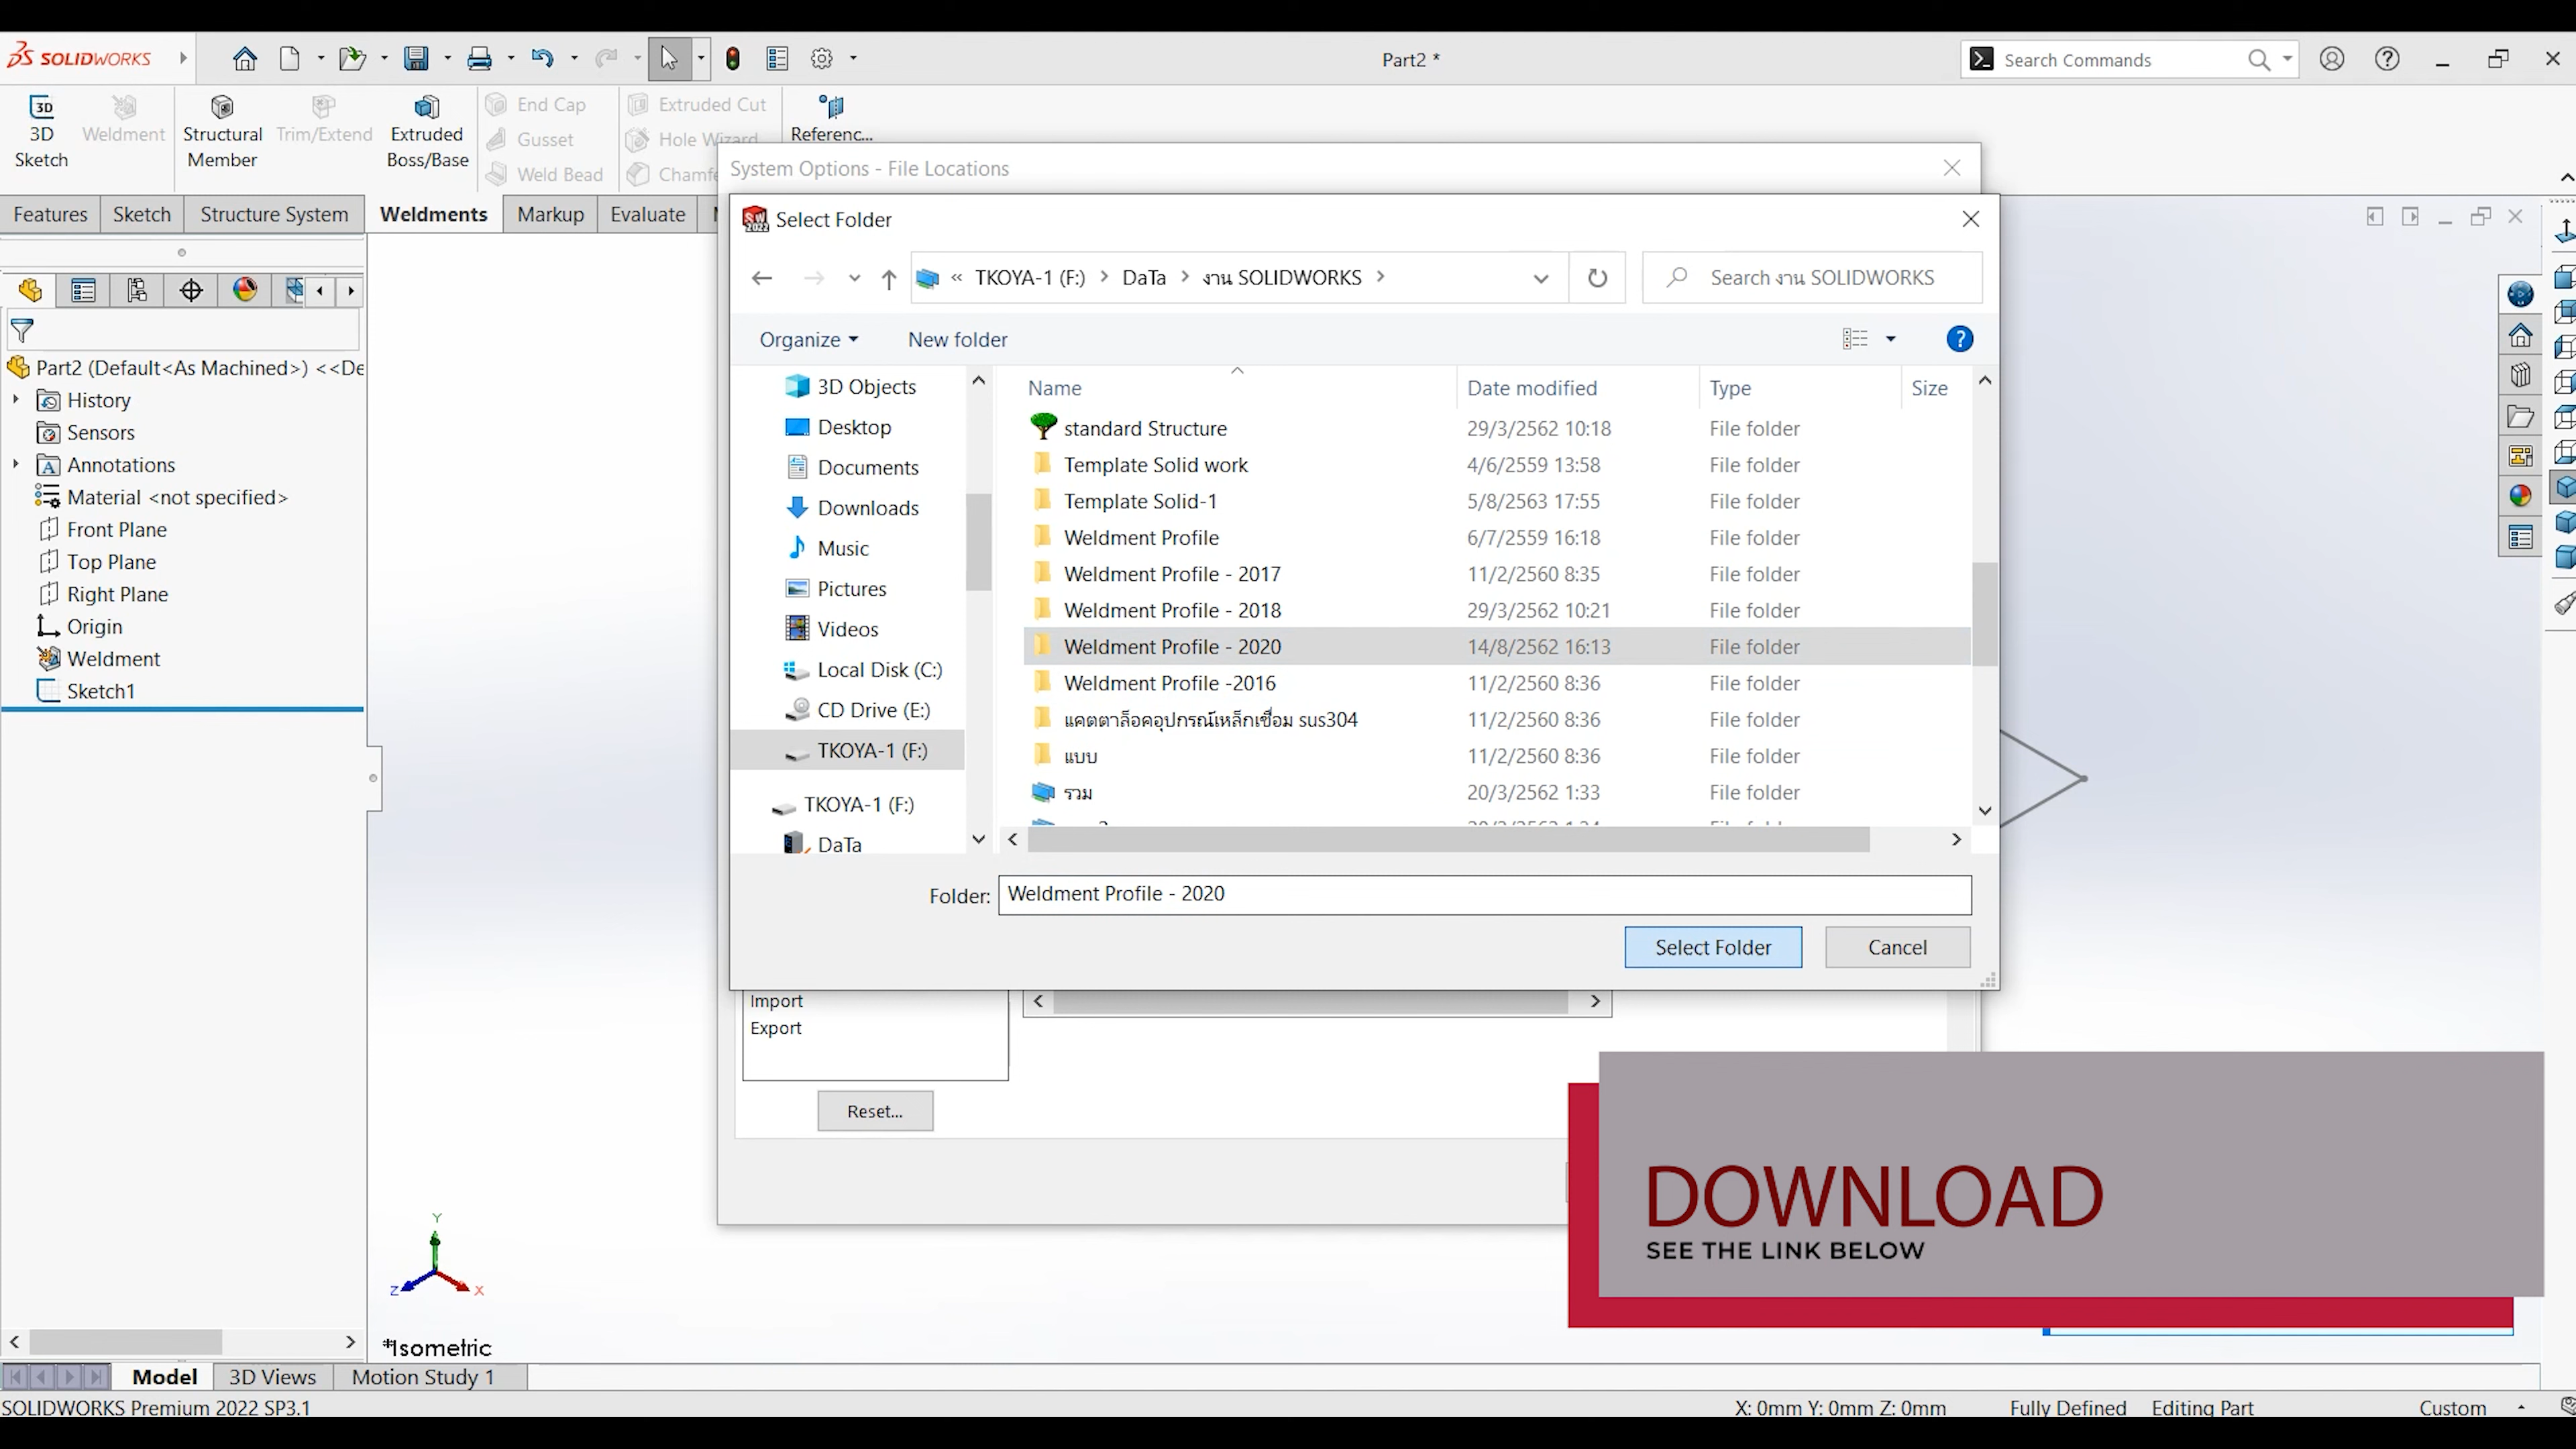 SOLIDWORKS
Part2 *
Search Commands
3D Sketch
Weldment
Structural Member
Trim/Extend
Extruded Boss/Base
End Cap
Gusset
Weld Bead
Extruded Cut
Hole Wizard
Chamfe
Referenc...
System Options - File Locations
Features
Sketch
Structure System
Weldments
Markup
Evaluate
SW 2022
Select Folder
« TKOYA-1 (F:) > DaTa > งาน SOLIDWORKS >
Search งาน SOLIDWORKS
Organize
New folder
Part2 (Default<As Machined>) <<De
History
Sensors
Annotations
Material <not specified>
Front Plane
Top Plane
Right Plane
Origin
Weldment
Sketch1
3D Objects
Desktop
Documents
Downloads
Music
Pictures
Videos
Local Disk (C:)
CD Drive (E:)
TKOYA-1 (F:)
TKOYA-1 (F:)
DaTa
Name Date modified Type Size
standard Structure 29/3/2562 10:18 File folder
Template Solid work 4/6/2559 13:58 File folder
Template Solid-1 5/8/2563 17:55 File folder
Weldment Profile 6/7/2559 16:18 File folder
Weldment Profile - 2017 11/2/2560 8:35 File folder
Weldment Profile - 2018 29/3/2562 10:21 File folder
Weldment Profile - 2020 14/8/2562 16:13 File folder
Weldment Profile -2016 11/2/2560 8:36 File folder
แคตตาล็อคอุปกรณ์เหล็กเชื่อม sus304 11/2/2560 8:36 File folder
แบบ 11/2/2560 8:36 File folder
รวม 20/3/2562 1:33 File folder
Folder: Weldment Profile - 2020
Select Folder
Cancel
Import
Export
Reset...
DOWNLOAD
SEE THE LINK BELOW
Y
Z
X
*Isometric
Model
3D Views
Motion Study 1
SOLIDWORKS Premium 2022 SP3.1
X: 0mm Y: 0mm Z: 0mm
Fully Defined
Editing Part
Custom